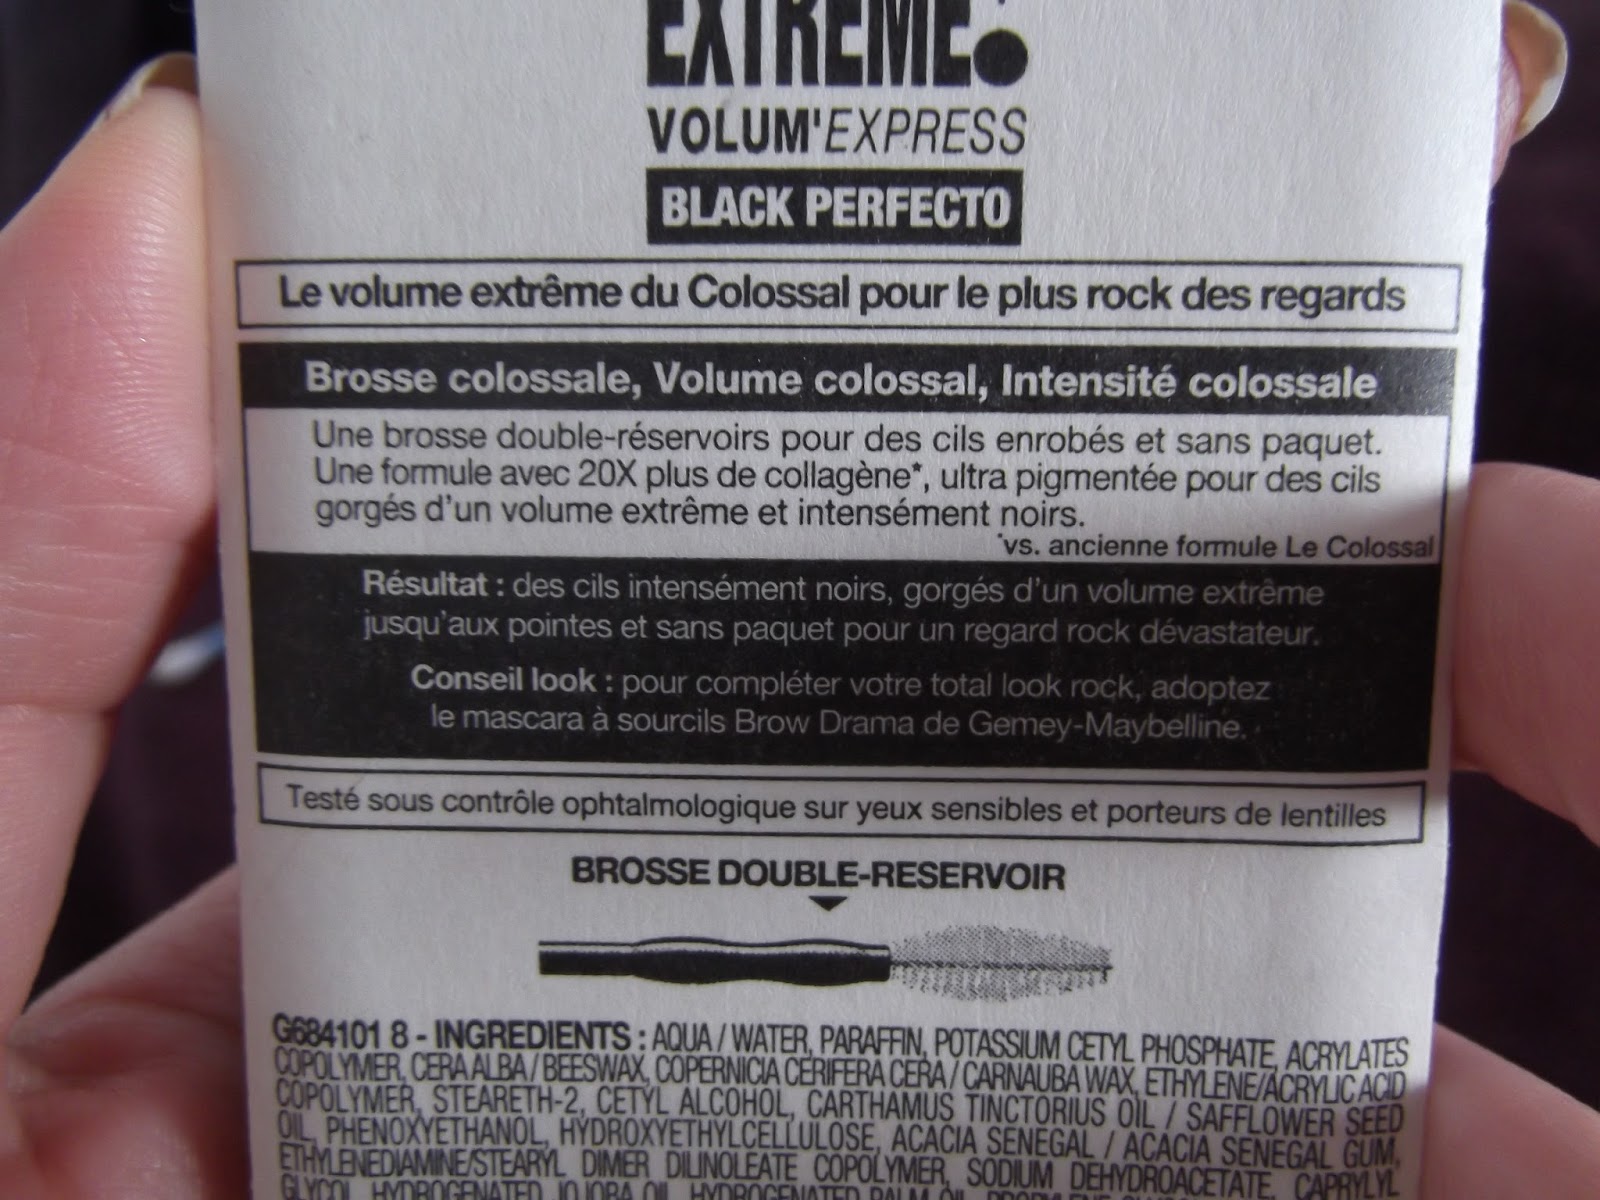 EXTREME.
VOLUM'EXPRESS
BLACK PERFECTO
Le volume extrême du Colossal pour le plus rock des regards
Brosse colossale, Volume colossal, Intensité colossale
Une brosse double-réservoirs pour des cils enrobés et sans paquet.
Une formule avec 20X plus de collagène*, ultra pigmentée pour des cils
gorgés d'un volume extrême et intensément noirs.
*vs. ancienne formule Le Colossal
Résultat : des cils intensément noirs, gorgés d'un volume extrême
jusqu'aux pointes et sans paquet pour un regard rock dévastateur.
Conseil look : pour compléter votre total look rock, adoptez
le mascara à sourcils Brow Drama de Gemey-Maybelline.
Testé sous contrôle ophtalmologique sur yeux sensibles et porteurs de lentilles
BROSSE DOUBLE-RESERVOIR
G684101 8 - INGREDIENTS : AQUA / WATER, PARAFFIN, POTASSIUM CETYL PHOSPHATE, ACRYLATES
COPOLYMER, CERA ALBA / BEESWAX, COPERNICIA CERIFERA CERA / CARNAUBA WAX, ETHYLENE/ACRYLIC ACID
COPOLYMER, STEARETH-2, CETYL ALCOHOL, CARTHAMUS TINCTORIUS OIL / SAFFLOWER SEED
OIL, PHENOXYETHANOL, HYDROXYETHYLCELLULOSE, ACACIA SENEGAL / ACACIA SENEGAL GUM,
ETHYLENEDIAMINE/STEARYL DIMER DILINOLEATE COPOLYMER, SODIUM DEHYDROACETATE, CAPRYLYL
GLYCOL, HYDROGENATED JOJOBA OIL, HYDROGENATED PALM OIL,